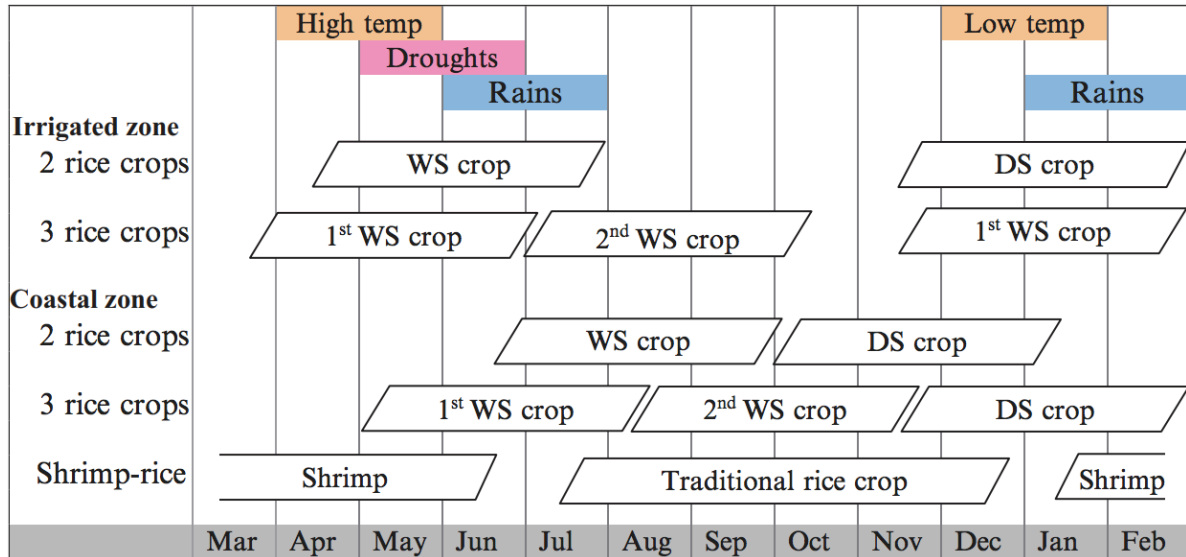 High temp Low temp
Droughts
Rains Rains
Irrigated zone
2 rice crops WS crop DS crop
3 rice crops 1st WS crop 2nd WS crop 1st WS crop
Coastal zone
2 rice crops WS crop DS crop
3 rice crops 1st WS crop 2nd WS crop DS crop
Shrimp-rice Shrimp Traditional rice crop Shrimp
Mar Apr May Jun Jul Aug Sep Oct Nov Dec Jan Feb